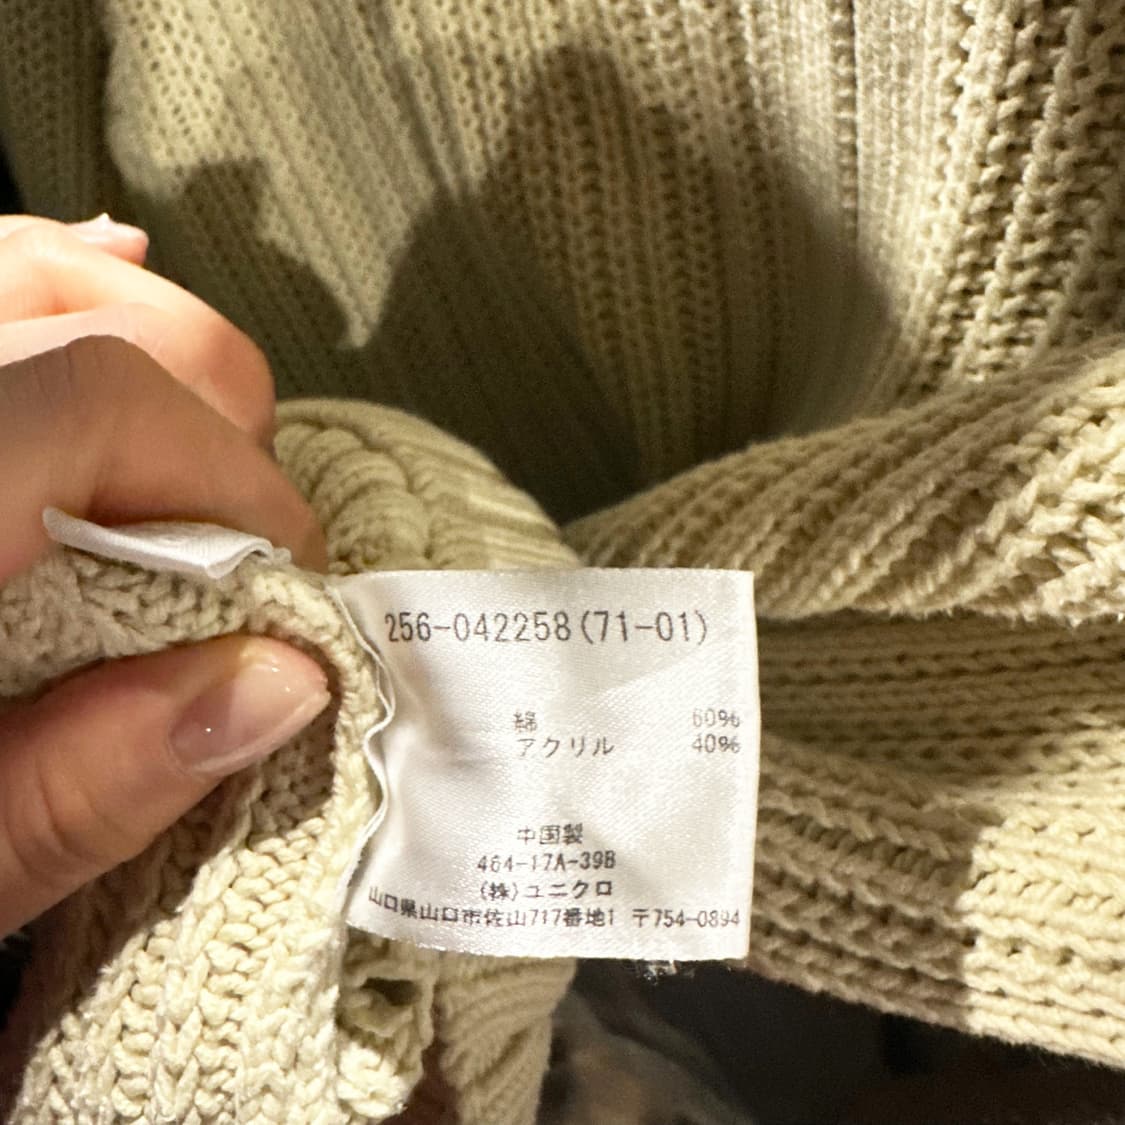 256-042258(71-01)
綿 60%
アクリル 40%
中国製
464-17A-39B
(株)ユニクロ
山口県山口市佐山717番地1 〒754-0894